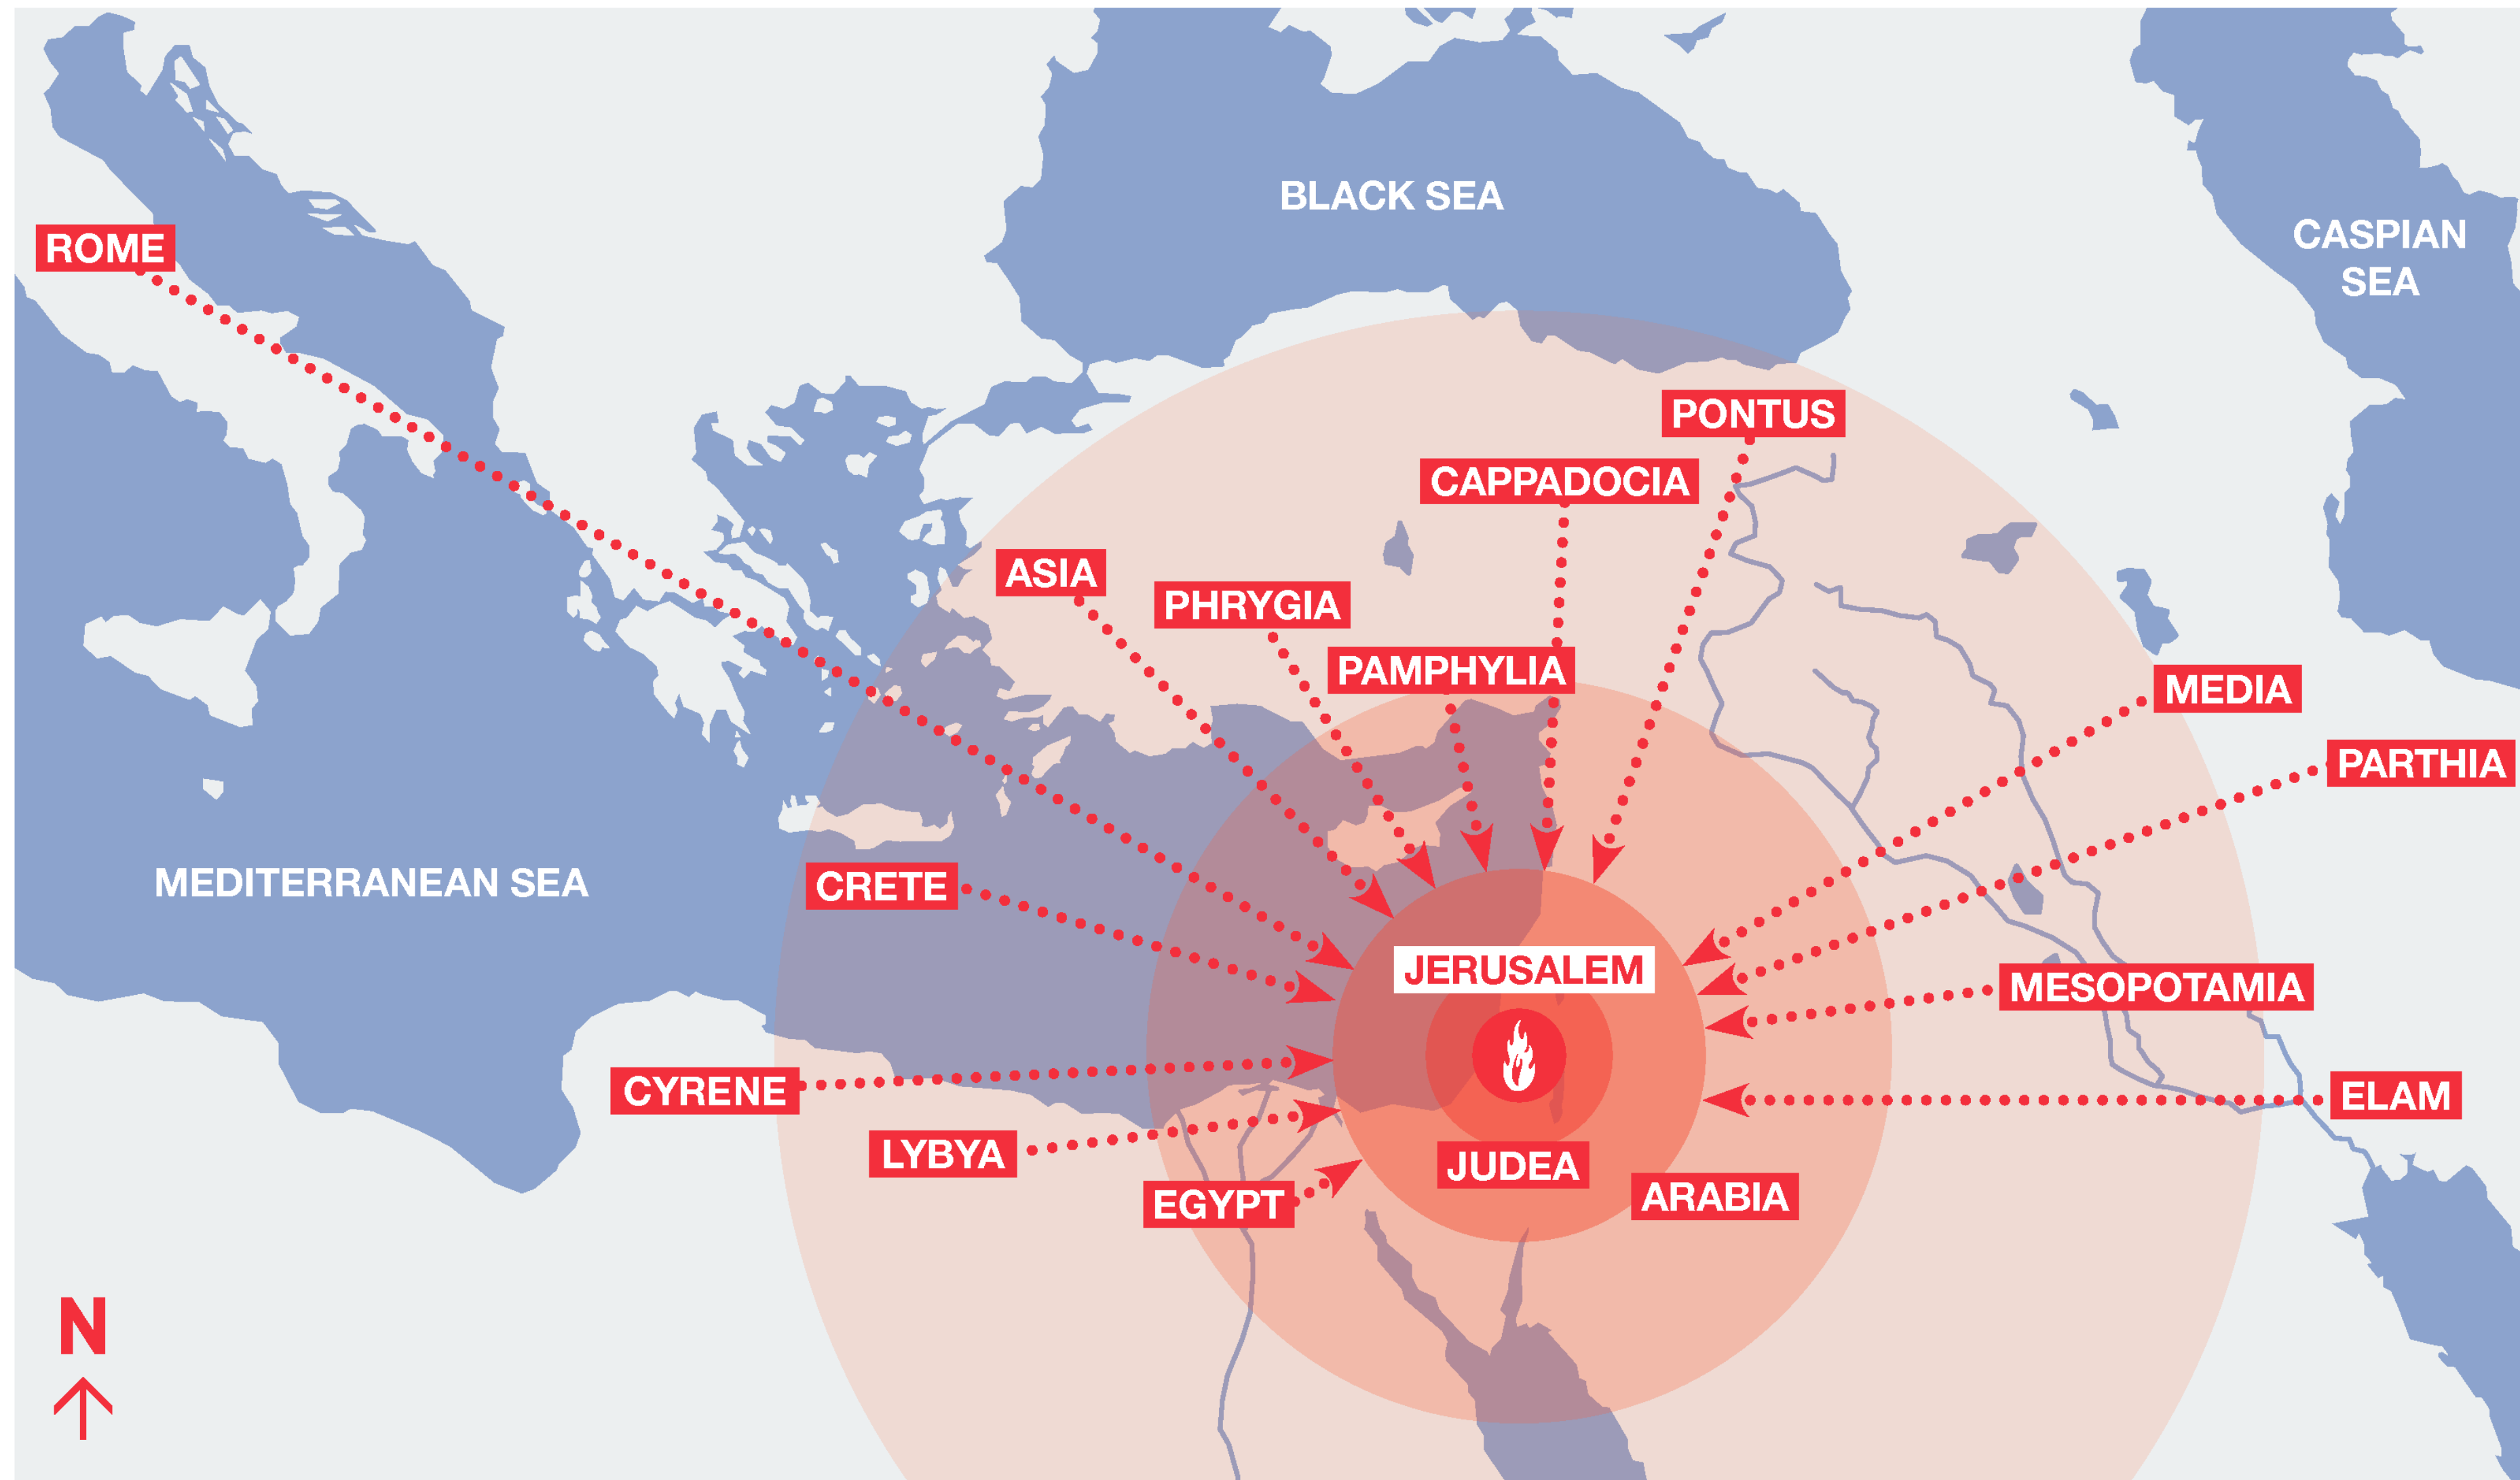 BLACK SEA
ROME
CASPIAN
SEA
PONTUS
CAPPADOCIA
ASIA
PHRYGIA
PAMPHYLIA
MEDIA
PARTHIA
MEDITERRANEAN SEA
CRETE
JERUSALEM
MESOPOTAMIA
CYRENE
ELAM
LYBYA
JUDEA
EGYPT
ARABIA
N